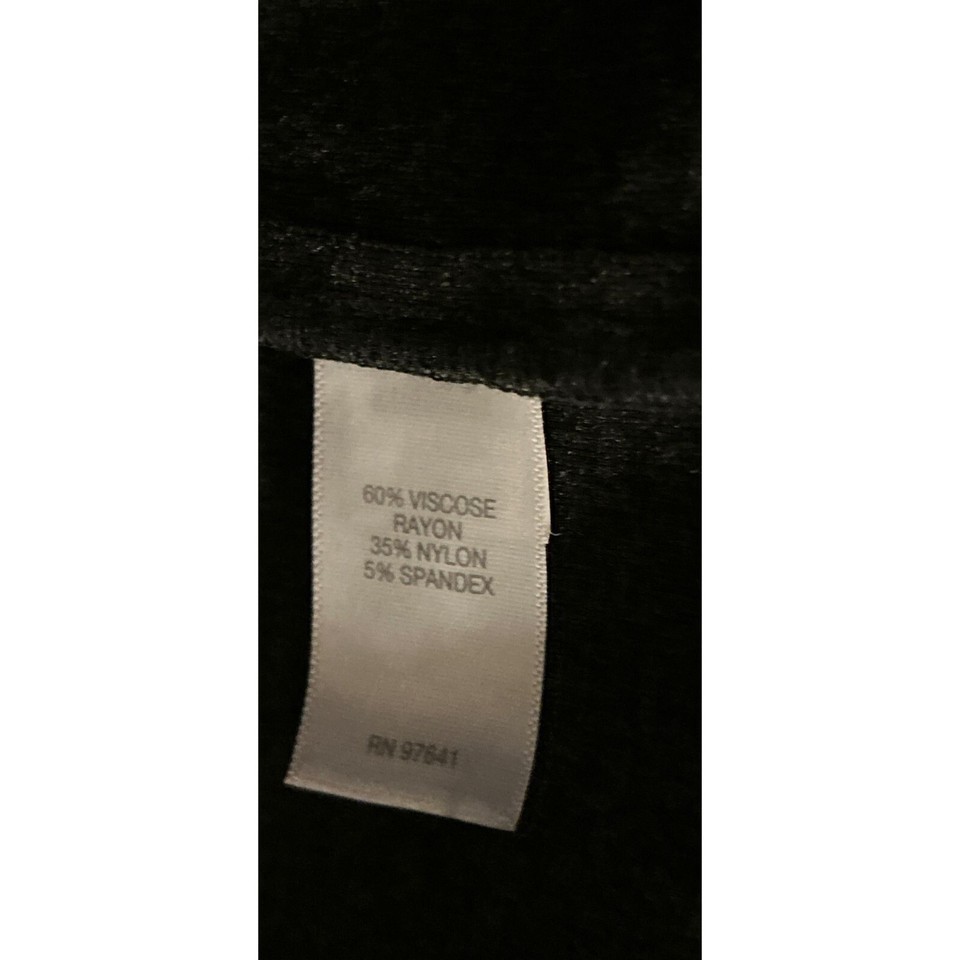 60% VISCOSE
RAYON
35% NYLON
5% SPANDEX
RN 97641